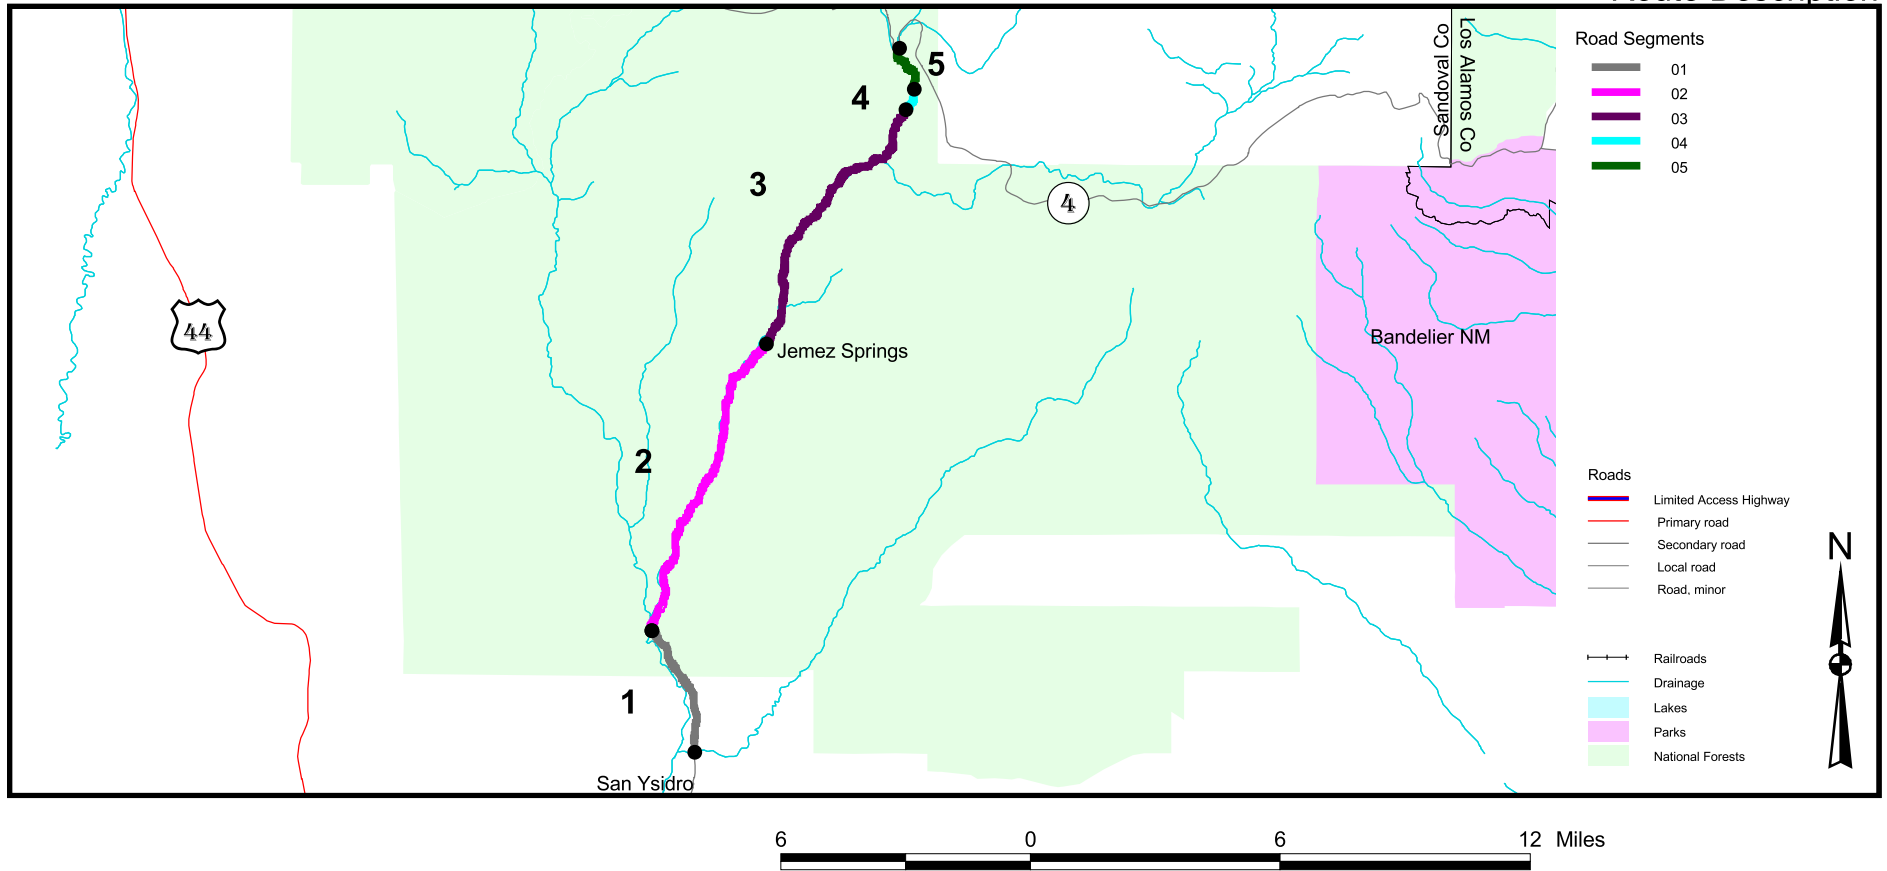 Road Segments
01
02
03
04
05
Los Alamos Co
Sandoval Co
5
4
3
4
44
Jemez Springs
Bandelier NM
2
1
San Ysidro
Roads
Limited Access Highway
Primary road
Secondary road
Local road
Road, minor
Railroads
Drainage
Lakes
Parks
National Forests
N
6 0 6 12 Miles